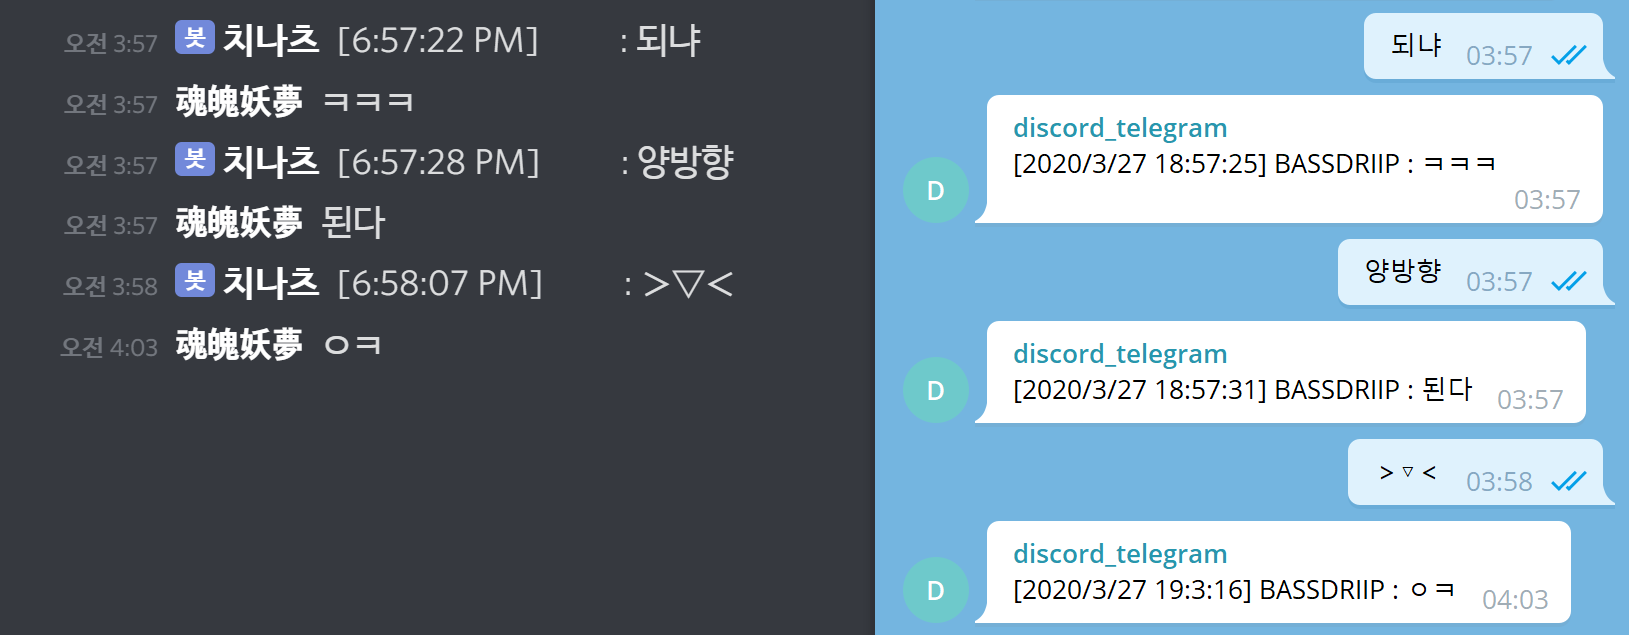 오전 3:57 봇 치나츠 [6:57:22 PM] : 되냐
오전 3:57 魂魄妖夢 ㅋㅋㅋ
오전 3:57 봇 치나츠 [6:57:28 PM] : 양방향
오전 3:57 魂魄妖夢 된다
오전 3:58 봇 치나츠 [6:58:07 PM] : >▽<
오전 4:03 魂魄妖夢 ㅇㅋ
되냐 03:57
discord_telegram
D [2020/3/27 18:57:25] BASSDRIIP : ㅋㅋㅋ
03:57
양방향 03:57
discord_telegram
D [2020/3/27 18:57:31] BASSDRIIP : 된다 03:57
>▽< 03:58
discord_telegram
D [2020/3/27 19:3:16] BASSDRIIP : ㅇㅋ 04:03